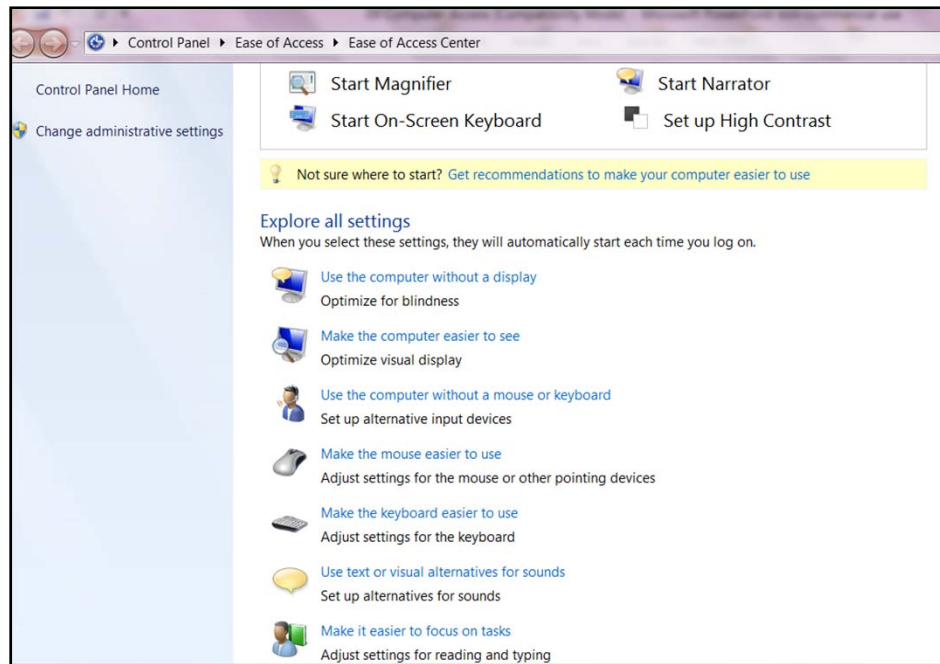 Control Panel ▸ Ease of Access ▸ Ease of Access Center
Control Panel Home
Change administrative settings
Start Magnifier
Start Narrator
Start On-Screen Keyboard
Set up High Contrast
Not sure where to start? Get recommendations to make your computer easier to use
Explore all settings
When you select these settings, they will automatically start each time you log on.
Use the computer without a display
Optimize for blindness
Make the computer easier to see
Optimize visual display
Use the computer without a mouse or keyboard
Set up alternative input devices
Make the mouse easier to use
Adjust settings for the mouse or other pointing devices
Make the keyboard easier to use
Adjust settings for the keyboard
Use text or visual alternatives for sounds
Set up alternatives for sounds
Make it easier to focus on tasks
Adjust settings for reading and typing